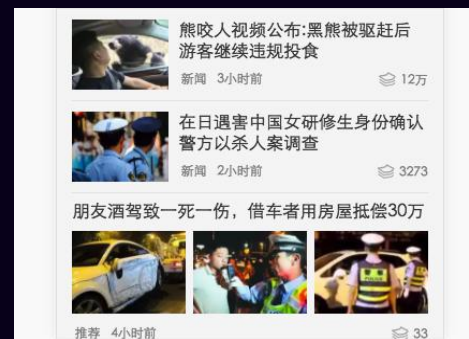 熊咬人视频公布:黑熊被驱赶后
游客继续违规投食
新闻 3小时前 12万
在日遇害中国女研修生身份确认
警方以杀人案调查
新闻 2小时前 3273
朋友酒驾致一死一伤，借车者用房屋抵偿30万
推荐 4小时前 33